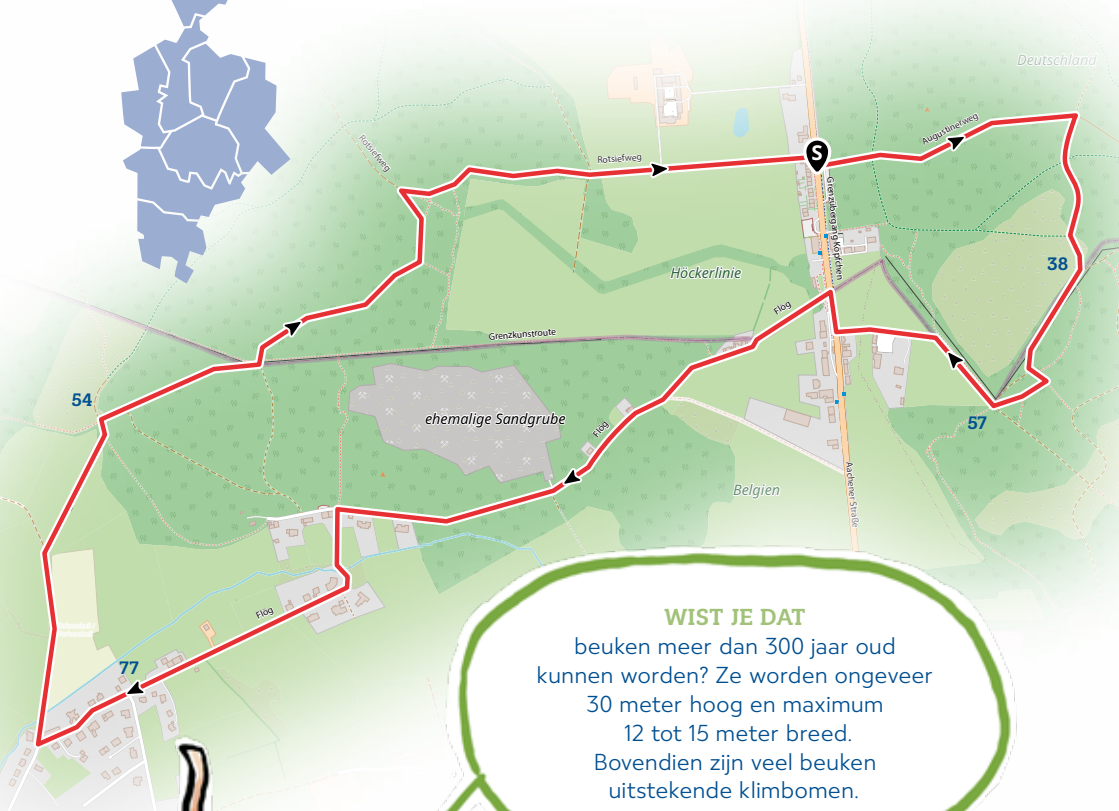 Deutschland
Augustinerweg
Rotsiefweg
Rotsiefweg
S
Grenzübergang Köpfchen
38
Höckerlinie
Flög
Grenzkunstroute
54
ehemalige Sandgrube
57
Flög
Aachener Straße
Belgien
Flög
77
WIST JE DAT
beuken meer dan 300 jaar oud
kunnen worden? Ze worden ongeveer
30 meter hoog en maximum
12 tot 15 meter breed.
Bovendien zijn veel beuken
uitstekende klimbomen.